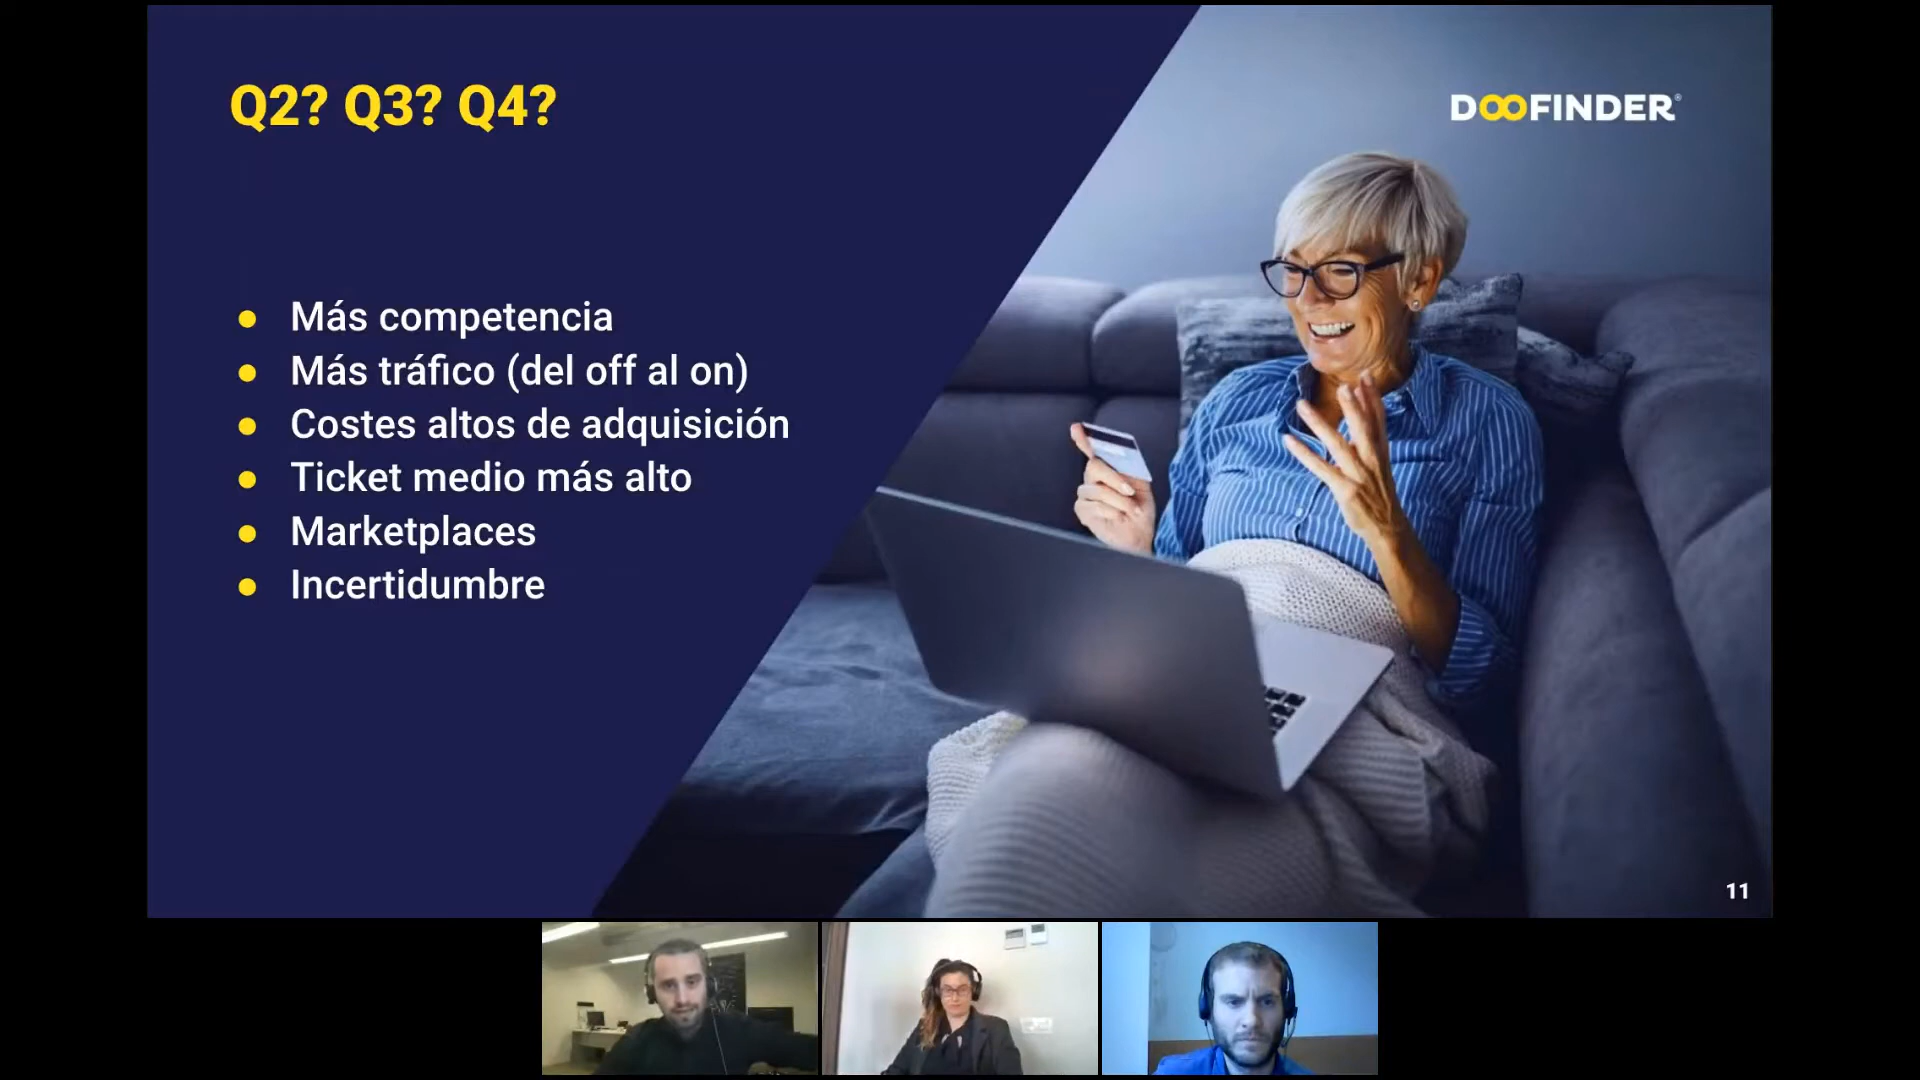 Q2? Q3? Q4?
DOOFINDER®
● Más competencia
● Más tráfico (del off al on)
● Costes altos de adquisición
● Ticket medio más alto
● Marketplaces
● Incertidumbre
11